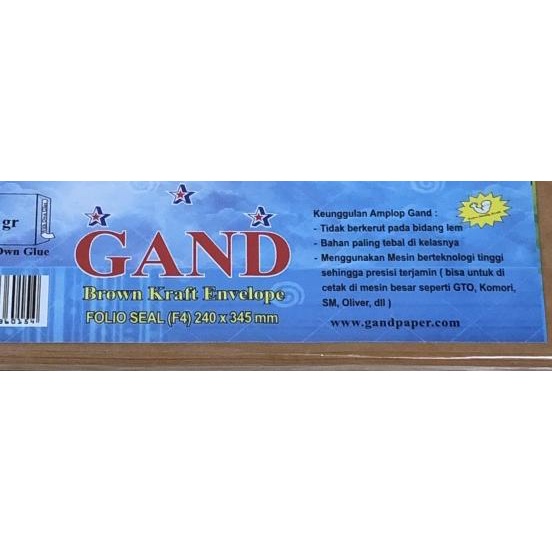 gr
Own Glue
GAND
Brown Kraft Envelope
FOLIO SEAL (F4) 240 x 345 mm
Keunggulan Amplop Gand :
- Tidak berkerut pada bidang lem
- Bahan paling tebal di kelasnya
- Menggunakan Mesin berteknologi tinggi
sehingga presisi terjamin ( bisa untuk di
cetak di mesin besar seperti GTO, Komori,
SM, Oliver, dll )
www.gandpaper.com